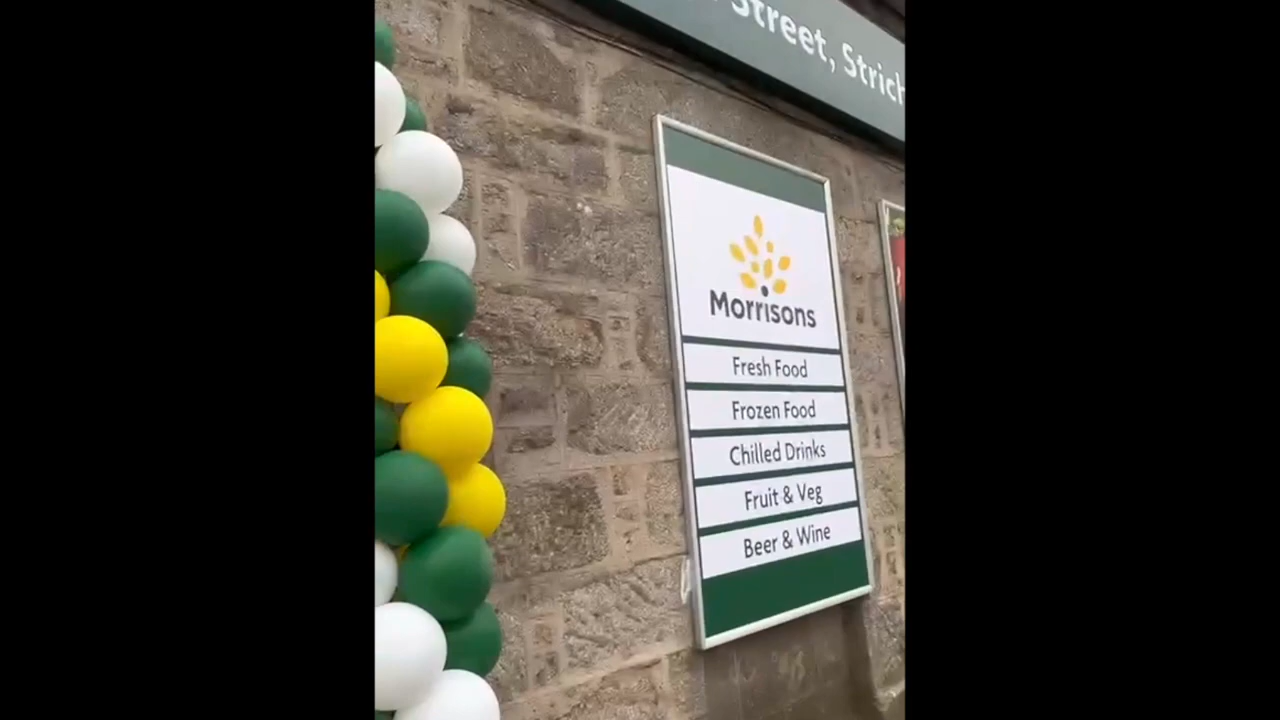 Street, Strich
Morrisons
Fresh Food
Frozen Food
Chilled Drinks
Fruit & Veg
Beer & Wine